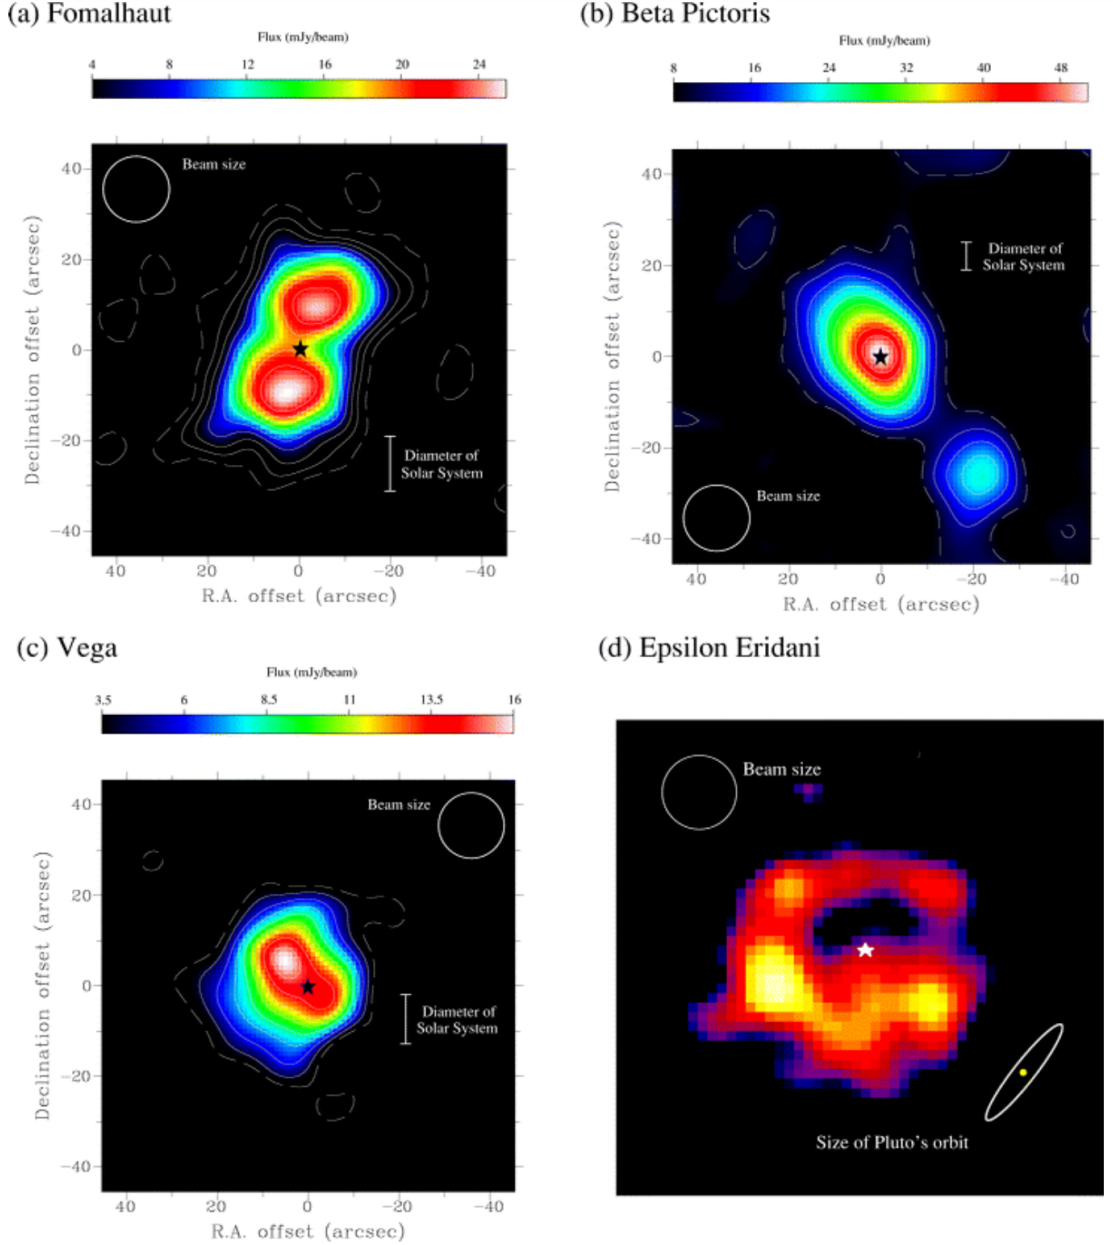 (a) Fomalhaut
Flux (mJy/beam)
4 8 12 16 20 24
Beam size
40
20
0
−20
−40
Declination offset (arcsec)
Diameter of
Solar System
40 20 0 −20 −40
R.A. offset (arcsec)
(b) Beta Pictoris
Flux (mJy/beam)
8 16 24 32 40 48
40
20
0
−20
−40
Declination offset (arcsec)
Diameter of
Solar System
Beam size
40 20 0 −20 −40
R.A. offset (arcsec)
(c) Vega
Flux (mJy/beam)
3.5 6 8.5 11 13.5 16
Beam size
40
20
0
−20
−40
Declination offset (arcsec)
Diameter of
Solar System
40 20 0 −20 −40
R.A. offset (arcsec)
(d) Epsilon Eridani
Beam size
Size of Pluto's orbit